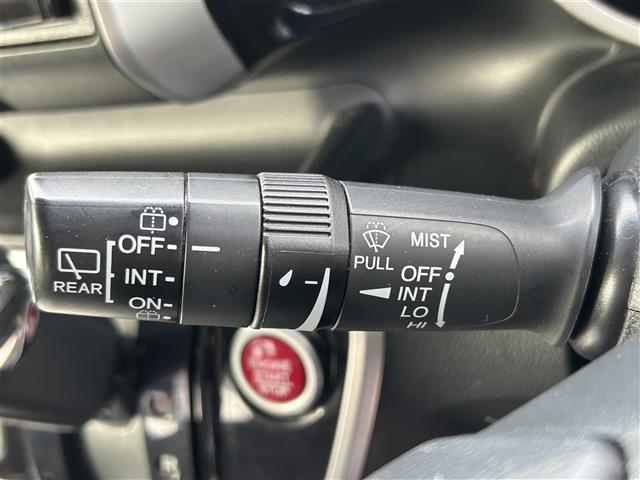 OFF
INT
REAR
ON
MIST
PULL
OFF
INT
LO
HI
ENGINE
START
STOP
R